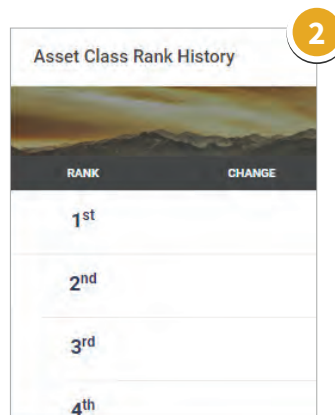 2
Asset Class Rank History
RANK CHANGE
1st
2nd
3rd
4th